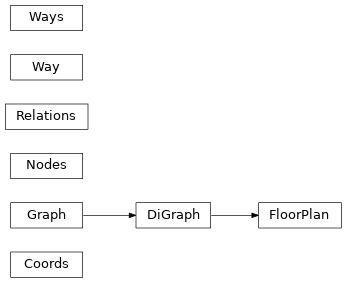 Ways
Way
Relations
Nodes
Graph
DiGraph
FloorPlan
Coords